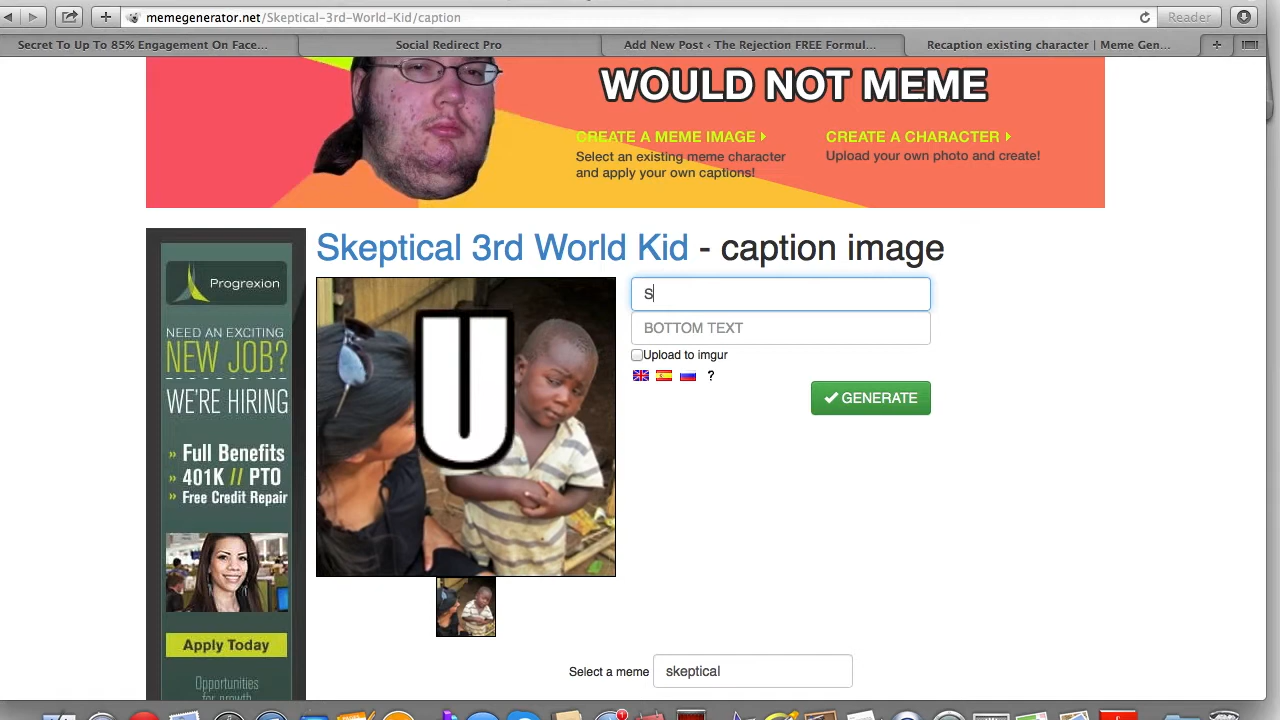 memegenerator.net/Skeptical-3rd-World-Kid/caption
Reader
Secret To Up To 85% Engagement On Face...
Social Redirect Pro
Add New Post ‹ The Rejection FREE Formul...
Recaption existing character | Meme Gen...
WOULD NOT MEME
CREATE A MEME IMAGE
Select an existing meme character
and apply your own captions!
CREATE A CHARACTER
Upload your own photo and create!
Progrexion
NEED AN EXCITING
NEW JOB?
WE'RE HIRING
» Full Benefits
» 401K // PTO
» Free Credit Repair
Apply Today
Opportunities
for growth
Skeptical 3rd World Kid - caption image
U
S
BOTTOM TEXT
Upload to imgur
?
GENERATE
Select a meme
skeptical
1